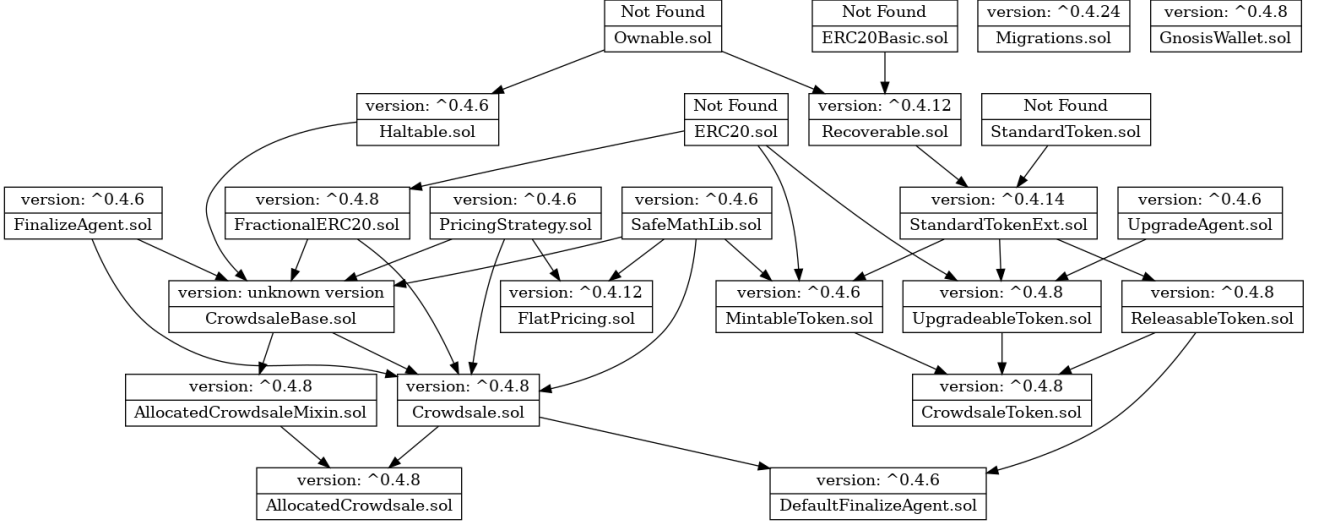 Not Found
Ownable.sol
Not Found
ERC20Basic.sol
version: ^0.4.24
Migrations.sol
version: ^0.4.8
GnosisWallet.sol
version: ^0.4.6
Haltable.sol
Not Found
ERC20.sol
version: ^0.4.12
Recoverable.sol
Not Found
StandardToken.sol
version: ^0.4.6
FinalizeAgent.sol
version: ^0.4.8
FractionalERC20.sol
version: ^0.4.6
PricingStrategy.sol
version: ^0.4.6
SafeMathLib.sol
version: ^0.4.14
StandardTokenExt.sol
version: ^0.4.6
UpgradeAgent.sol
version: unknown version
CrowdsaleBase.sol
version: ^0.4.12
FlatPricing.sol
version: ^0.4.6
MintableToken.sol
version: ^0.4.8
UpgradeableToken.sol
version: ^0.4.8
ReleasableToken.sol
version: ^0.4.8
AllocatedCrowdsaleMixin.sol
version: ^0.4.8
Crowdsale.sol
version: ^0.4.8
CrowdsaleToken.sol
version: ^0.4.8
AllocatedCrowdsale.sol
version: ^0.4.6
DefaultFinalizeAgent.sol